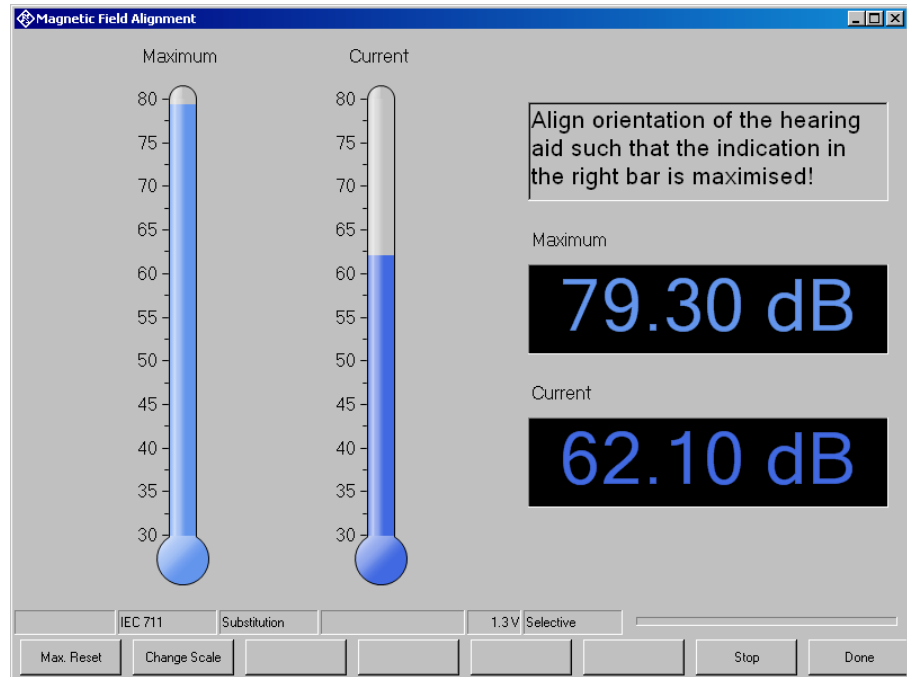 Magnetic Field Alignment
Maximum
Current
80
75
70
65
60
55
50
45
40
35
30
80
75
70
65
60
55
50
45
40
35
30
Align orientation of the hearing
aid such that the indication in
the right bar is maximised!
Maximum
79.30 dB
Current
62.10 dB
IEC 711 Substitution 1.3 V Selective
Max. Reset Change Scale Stop Done